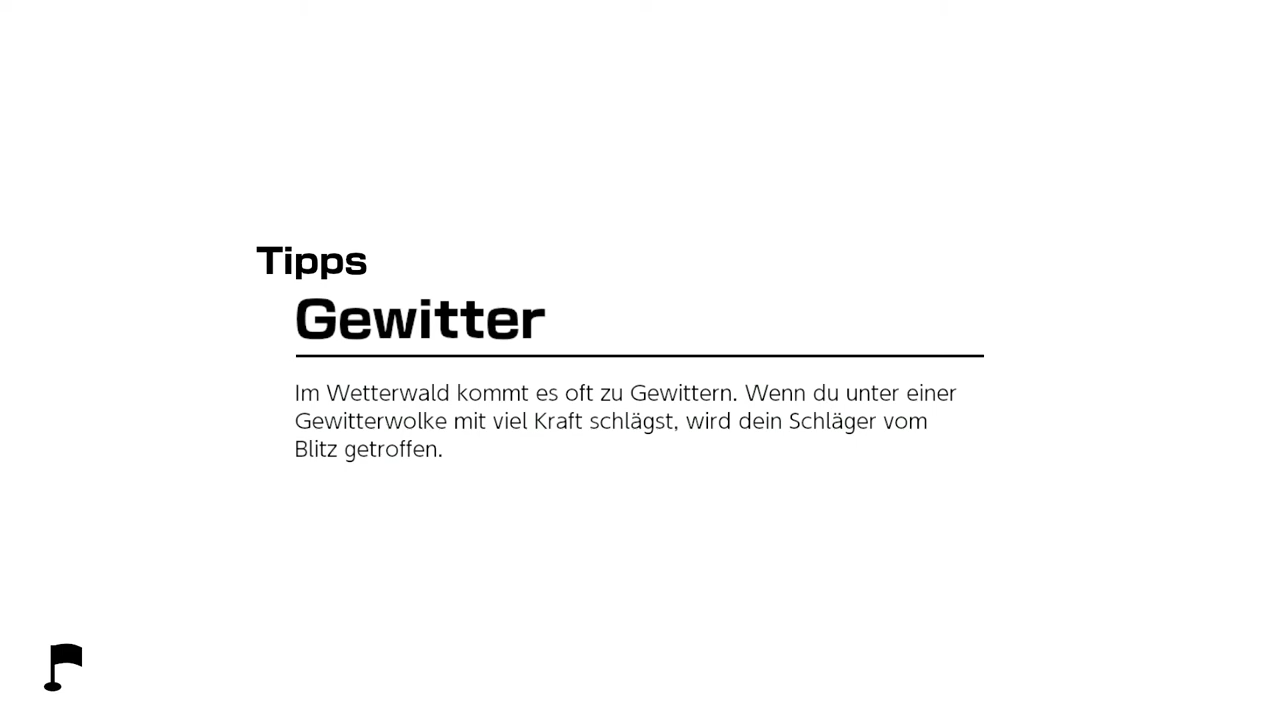 Tipps
Gewitter
Im Wetterwald kommt es oft zu Gewittern. Wenn du unter einer
Gewitterwolke mit viel Kraft schlägst, wird dein Schläger vom
Blitz getroffen.